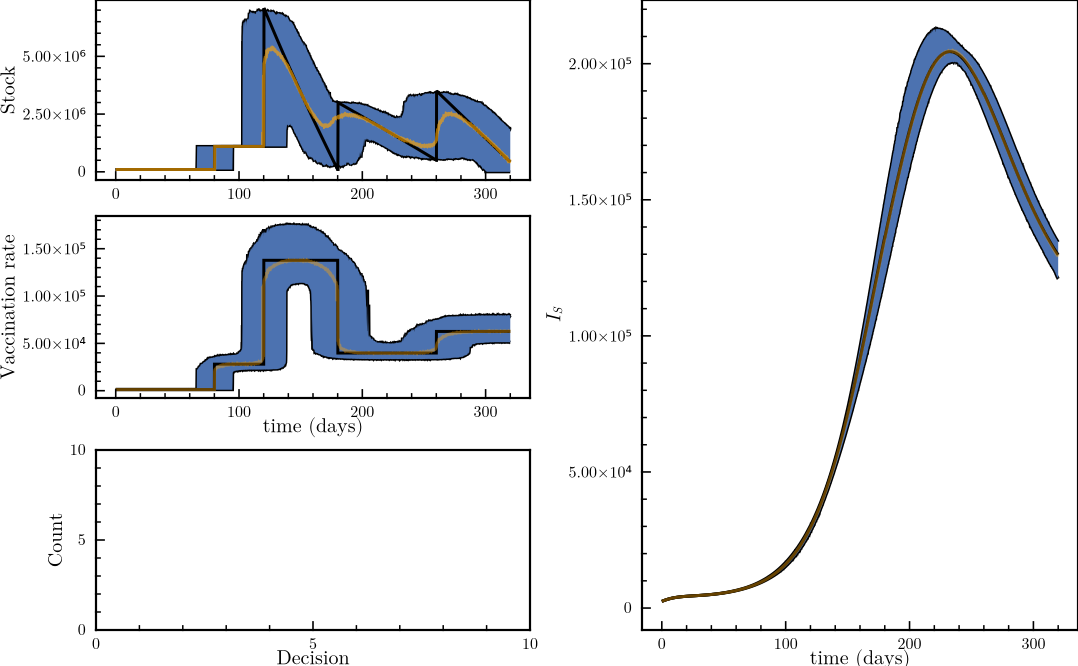 Stock
5.00×10⁶
2.50×10⁶
0
0 100 200 300
Vaccination rate
1.50×10⁵
1.00×10⁵
5.00×10⁴
0
0 100 200 300
time (days)
Count
10
5
0
0 5 10
Decision
I_S
2.00×10⁵
1.50×10⁵
1.00×10⁵
5.00×10⁴
0
0 100 200 300
time (days)